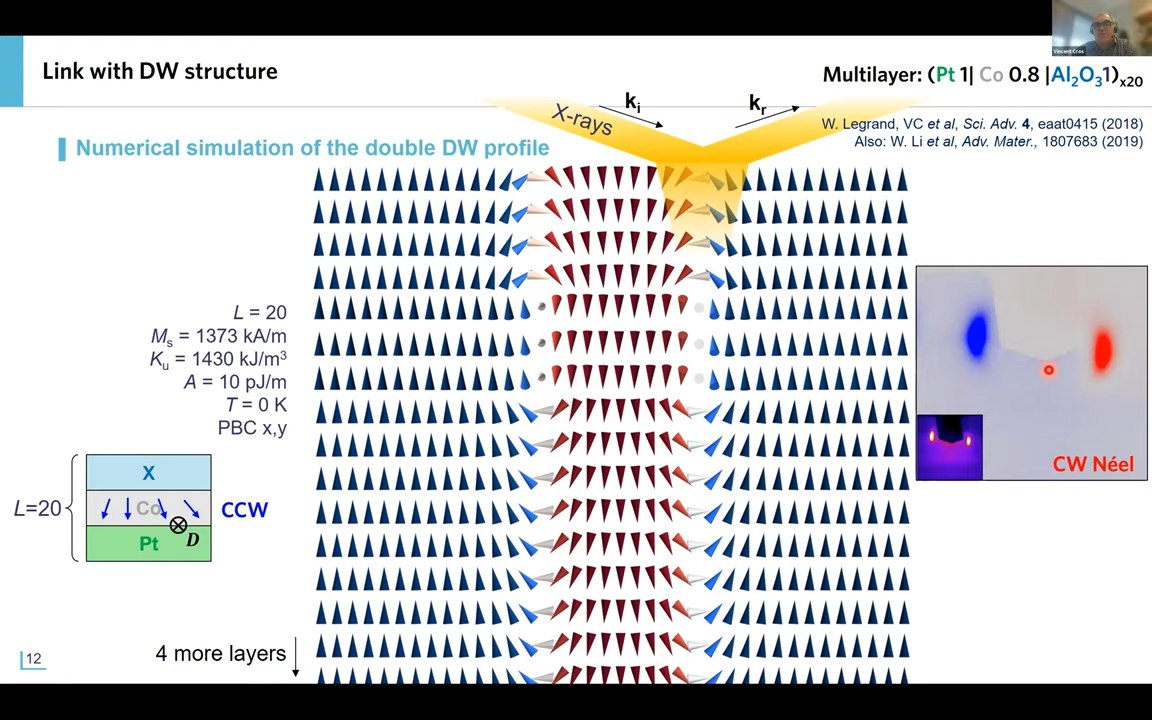 Vincent Cros
Link with DW structure
Multilayer: (Pt 1| Co 0.8 |Al₂O₃1)ₓ₂₀
kᵢ
kᵣ
X-rays
W. Legrand, VC et al, Sci. Adv. 4, eaat0415 (2018)
Also: W. Li et al, Adv. Mater., 1807683 (2019)
Numerical simulation of the double DW profile
L = 20
Mₛ = 1373 kA/m
Kᵤ = 1430 kJ/m³
A = 10 pJ/m
T = 0 K
PBC x,y
L=20
X
Co
CCW
D
Pt
CW Néel
4 more layers
12